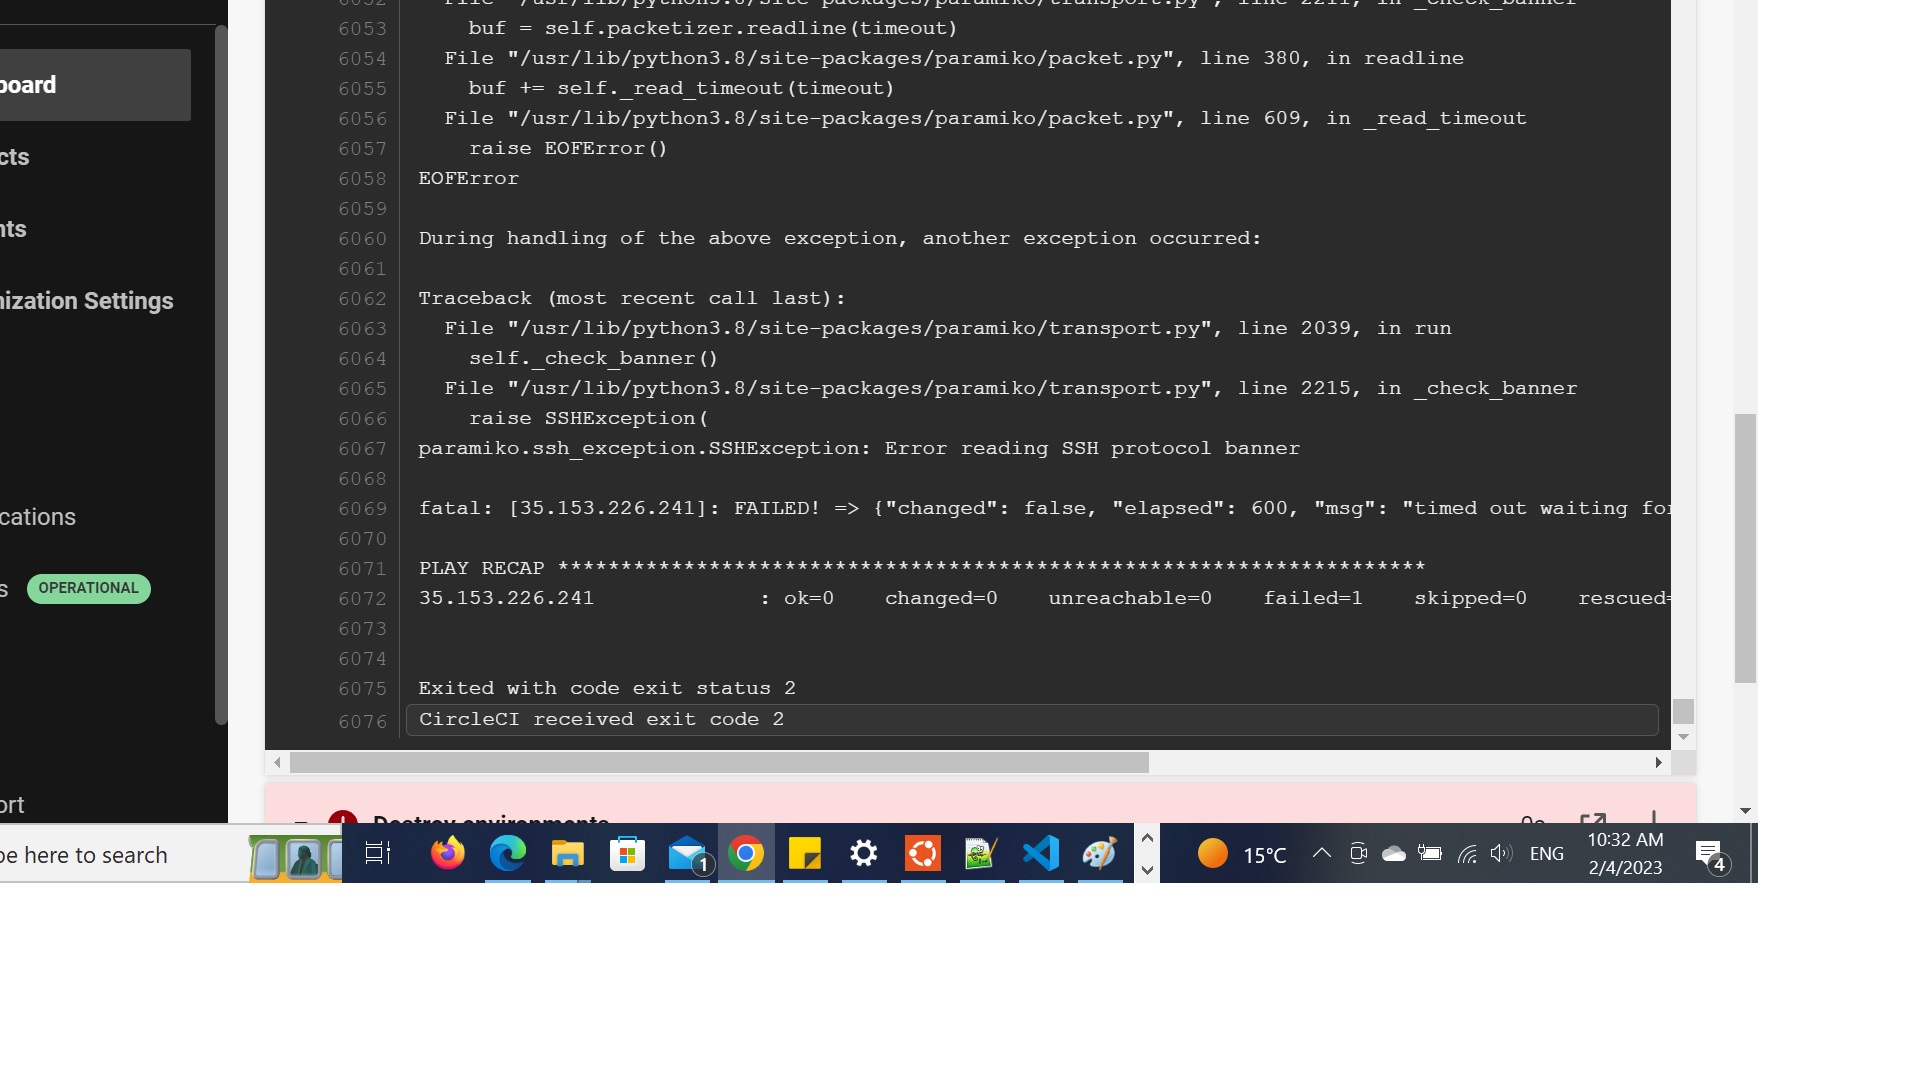 board
cts
nts
nization Settings
cations
s OPERATIONAL
ort
6053 buf = self.packetizer.readline(timeout)
6054 File "/usr/lib/python3.8/site-packages/paramiko/packet.py", line 380, in readline
6055 buf += self._read_timeout(timeout)
6056 File "/usr/lib/python3.8/site-packages/paramiko/packet.py", line 609, in _read_timeout
6057 raise EOFError()
6058 EOFError
6059
6060 During handling of the above exception, another exception occurred:
6061
6062 Traceback (most recent call last):
6063 File "/usr/lib/python3.8/site-packages/paramiko/transport.py", line 2039, in run
6064 self._check_banner()
6065 File "/usr/lib/python3.8/site-packages/paramiko/transport.py", line 2215, in _check_banner
6066 raise SSHException(
6067 paramiko.ssh_exception.SSHException: Error reading SSH protocol banner
6068
6069 fatal: [35.153.226.241]: FAILED! => {"changed": false, "elapsed": 600, "msg": "timed out waiting for
6070
6071 PLAY RECAP *********************************************************************
6072 35.153.226.241 : ok=0 changed=0 unreachable=0 failed=1 skipped=0 rescued=
6073
6074
6075 Exited with code exit status 2
6076 CircleCI received exit code 2
Destroy environments 0s
pe here to search
1
15°C ENG 10:32 AM
2/4/2023
4